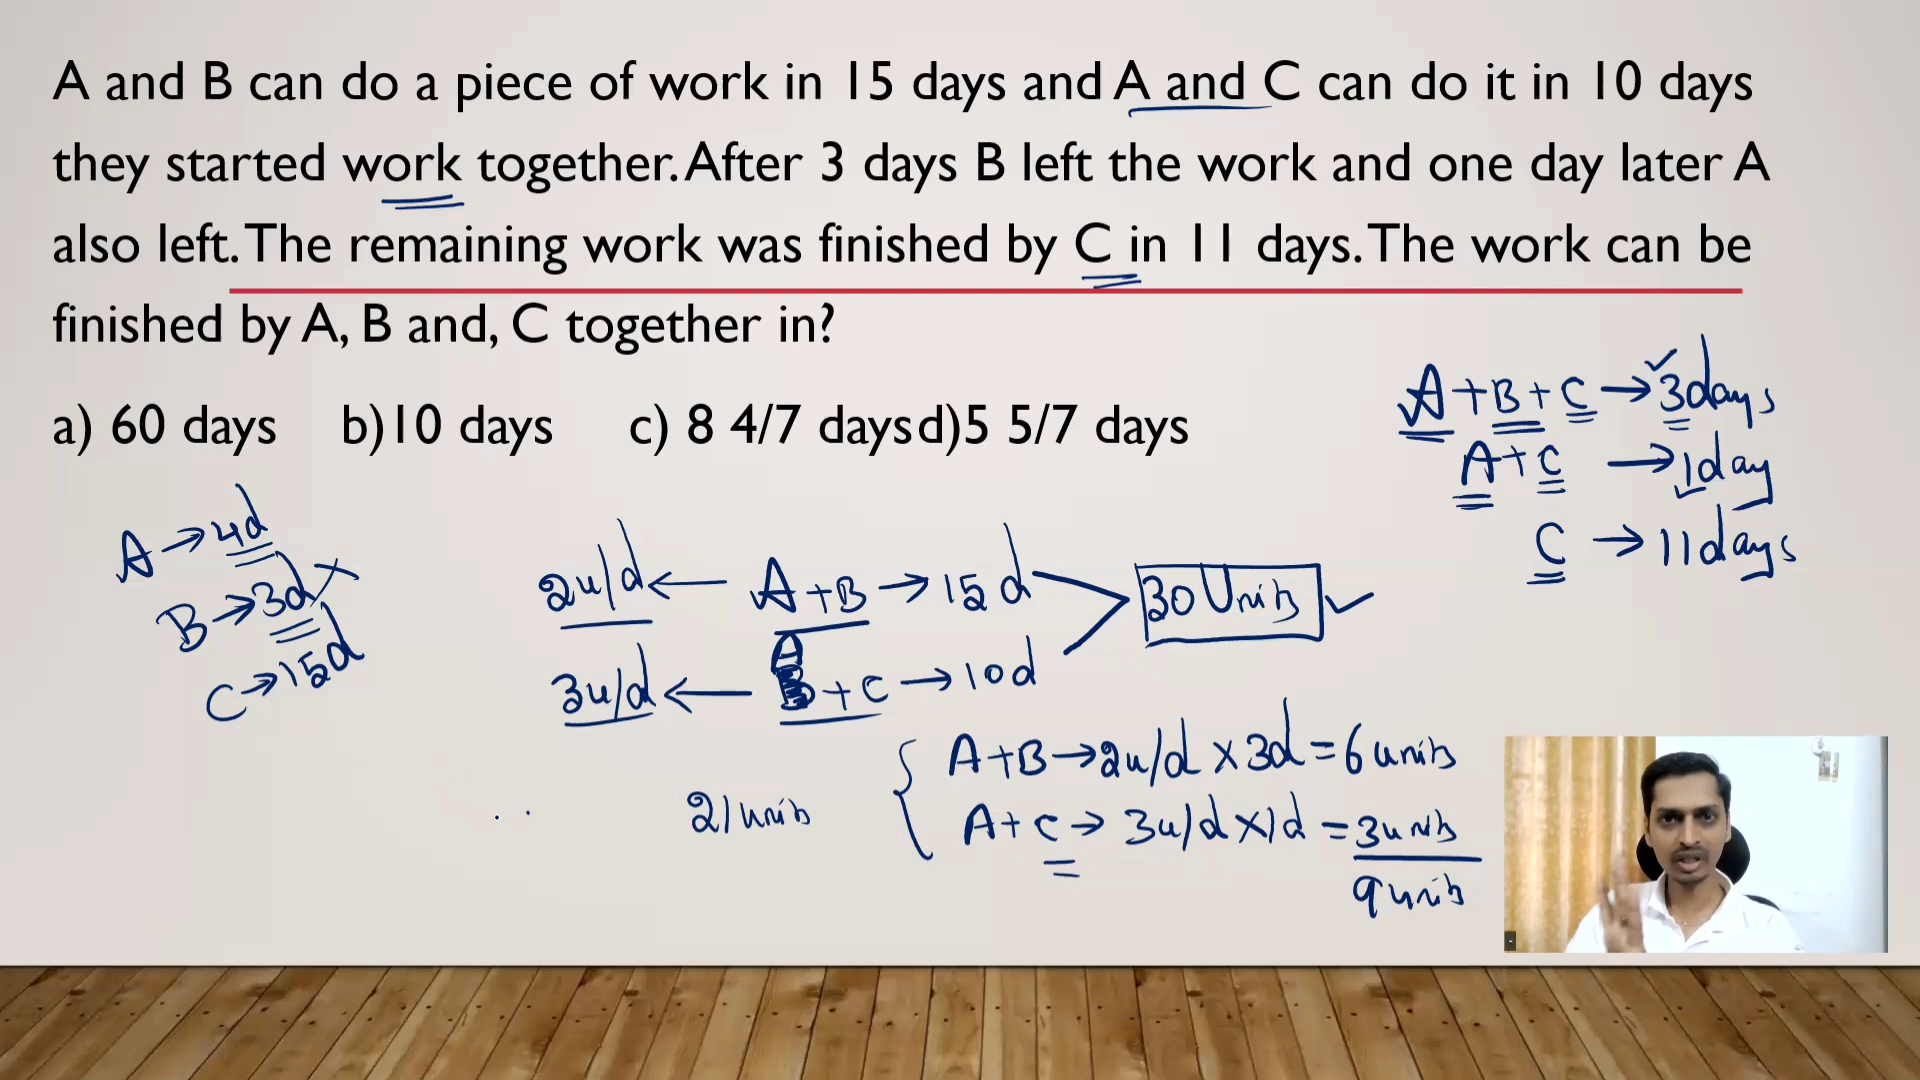 A and B can do a piece of work in 15 days and A and C can do it in 10 days
they started work together. After 3 days B left the work and one day later A
also left. The remaining work was finished by C in 11 days. The work can be
finished by A, B and, C together in?
a) 60 days b)10 days c) 8 4/7 days d)5 5/7 days
A+B+C → 3days
A+C → 1day
C → 11days
A → 4d
B → 3d
C → 15d
2u/d ← A+B → 15d
30 Units
3u/d ← A+C → 10d
A+B → 2u/d × 3d = 6 units
21 units
A+C → 3u/d × 1d = 3 units
9 units